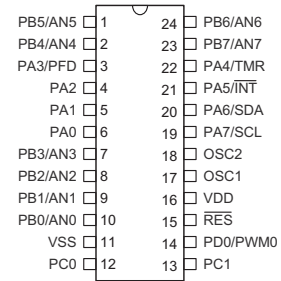 PB5/AN5 1 24 PB6/AN6
PB4/AN4 2 23 PB7/AN7
PA3/PFD 3 22 PA4/TMR
PA2 4 21 PA5/INT
PA1 5 20 PA6/SDA
PA0 6 19 PA7/SCL
PB3/AN3 7 18 OSC2
PB2/AN2 8 17 OSC1
PB1/AN1 9 16 VDD
PB0/AN0 10 15 RES
VSS 11 14 PD0/PWM0
PC0 12 13 PC1